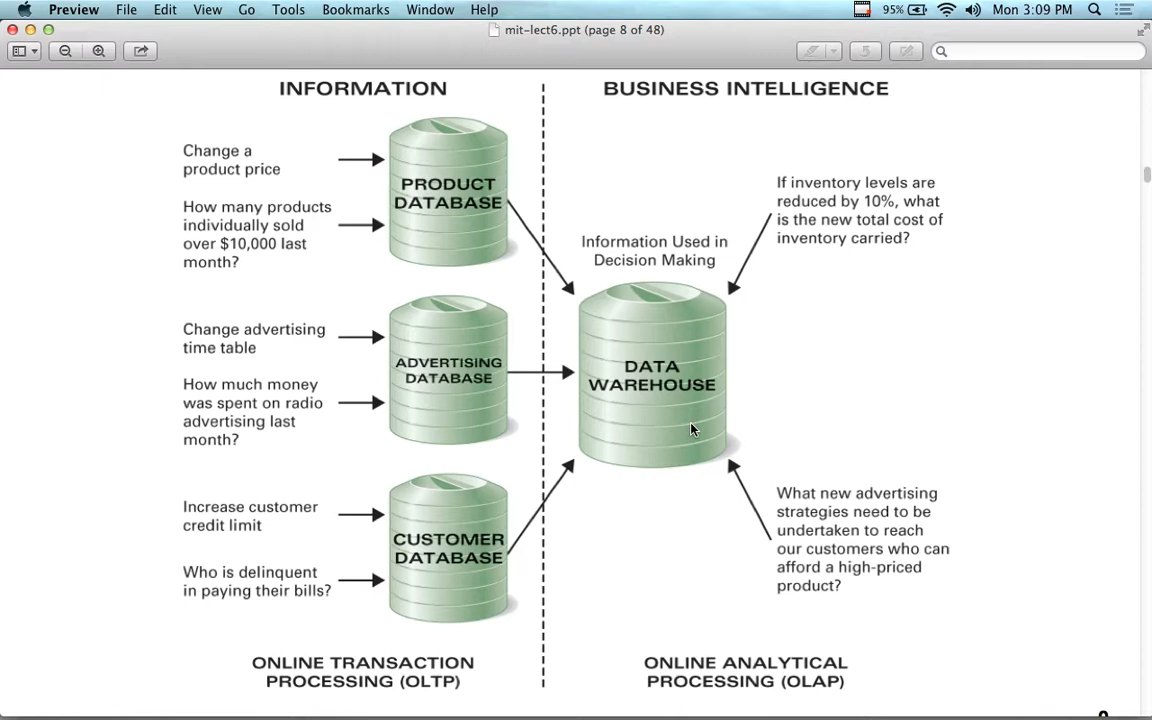 Preview File Edit View Go Tools Bookmarks Window Help 95% Mon 3:09 PM
mit-lect6.ppt (page 8 of 48)
INFORMATION
BUSINESS INTELLIGENCE
Change a
product price
How many products
individually sold
over $10,000 last
month?
PRODUCT
DATABASE
Change advertising
time table
How much money
was spent on radio
advertising last
month?
ADVERTISING
DATABASE
Increase customer
credit limit
Who is delinquent
in paying their bills?
CUSTOMER
DATABASE
Information Used in
Decision Making
DATA
WAREHOUSE
If inventory levels are
reduced by 10%, what
is the new total cost of
inventory carried?
What new advertising
strategies need to be
undertaken to reach
our customers who can
afford a high-priced
product?
ONLINE TRANSACTION
PROCESSING (OLTP)
ONLINE ANALYTICAL
PROCESSING (OLAP)